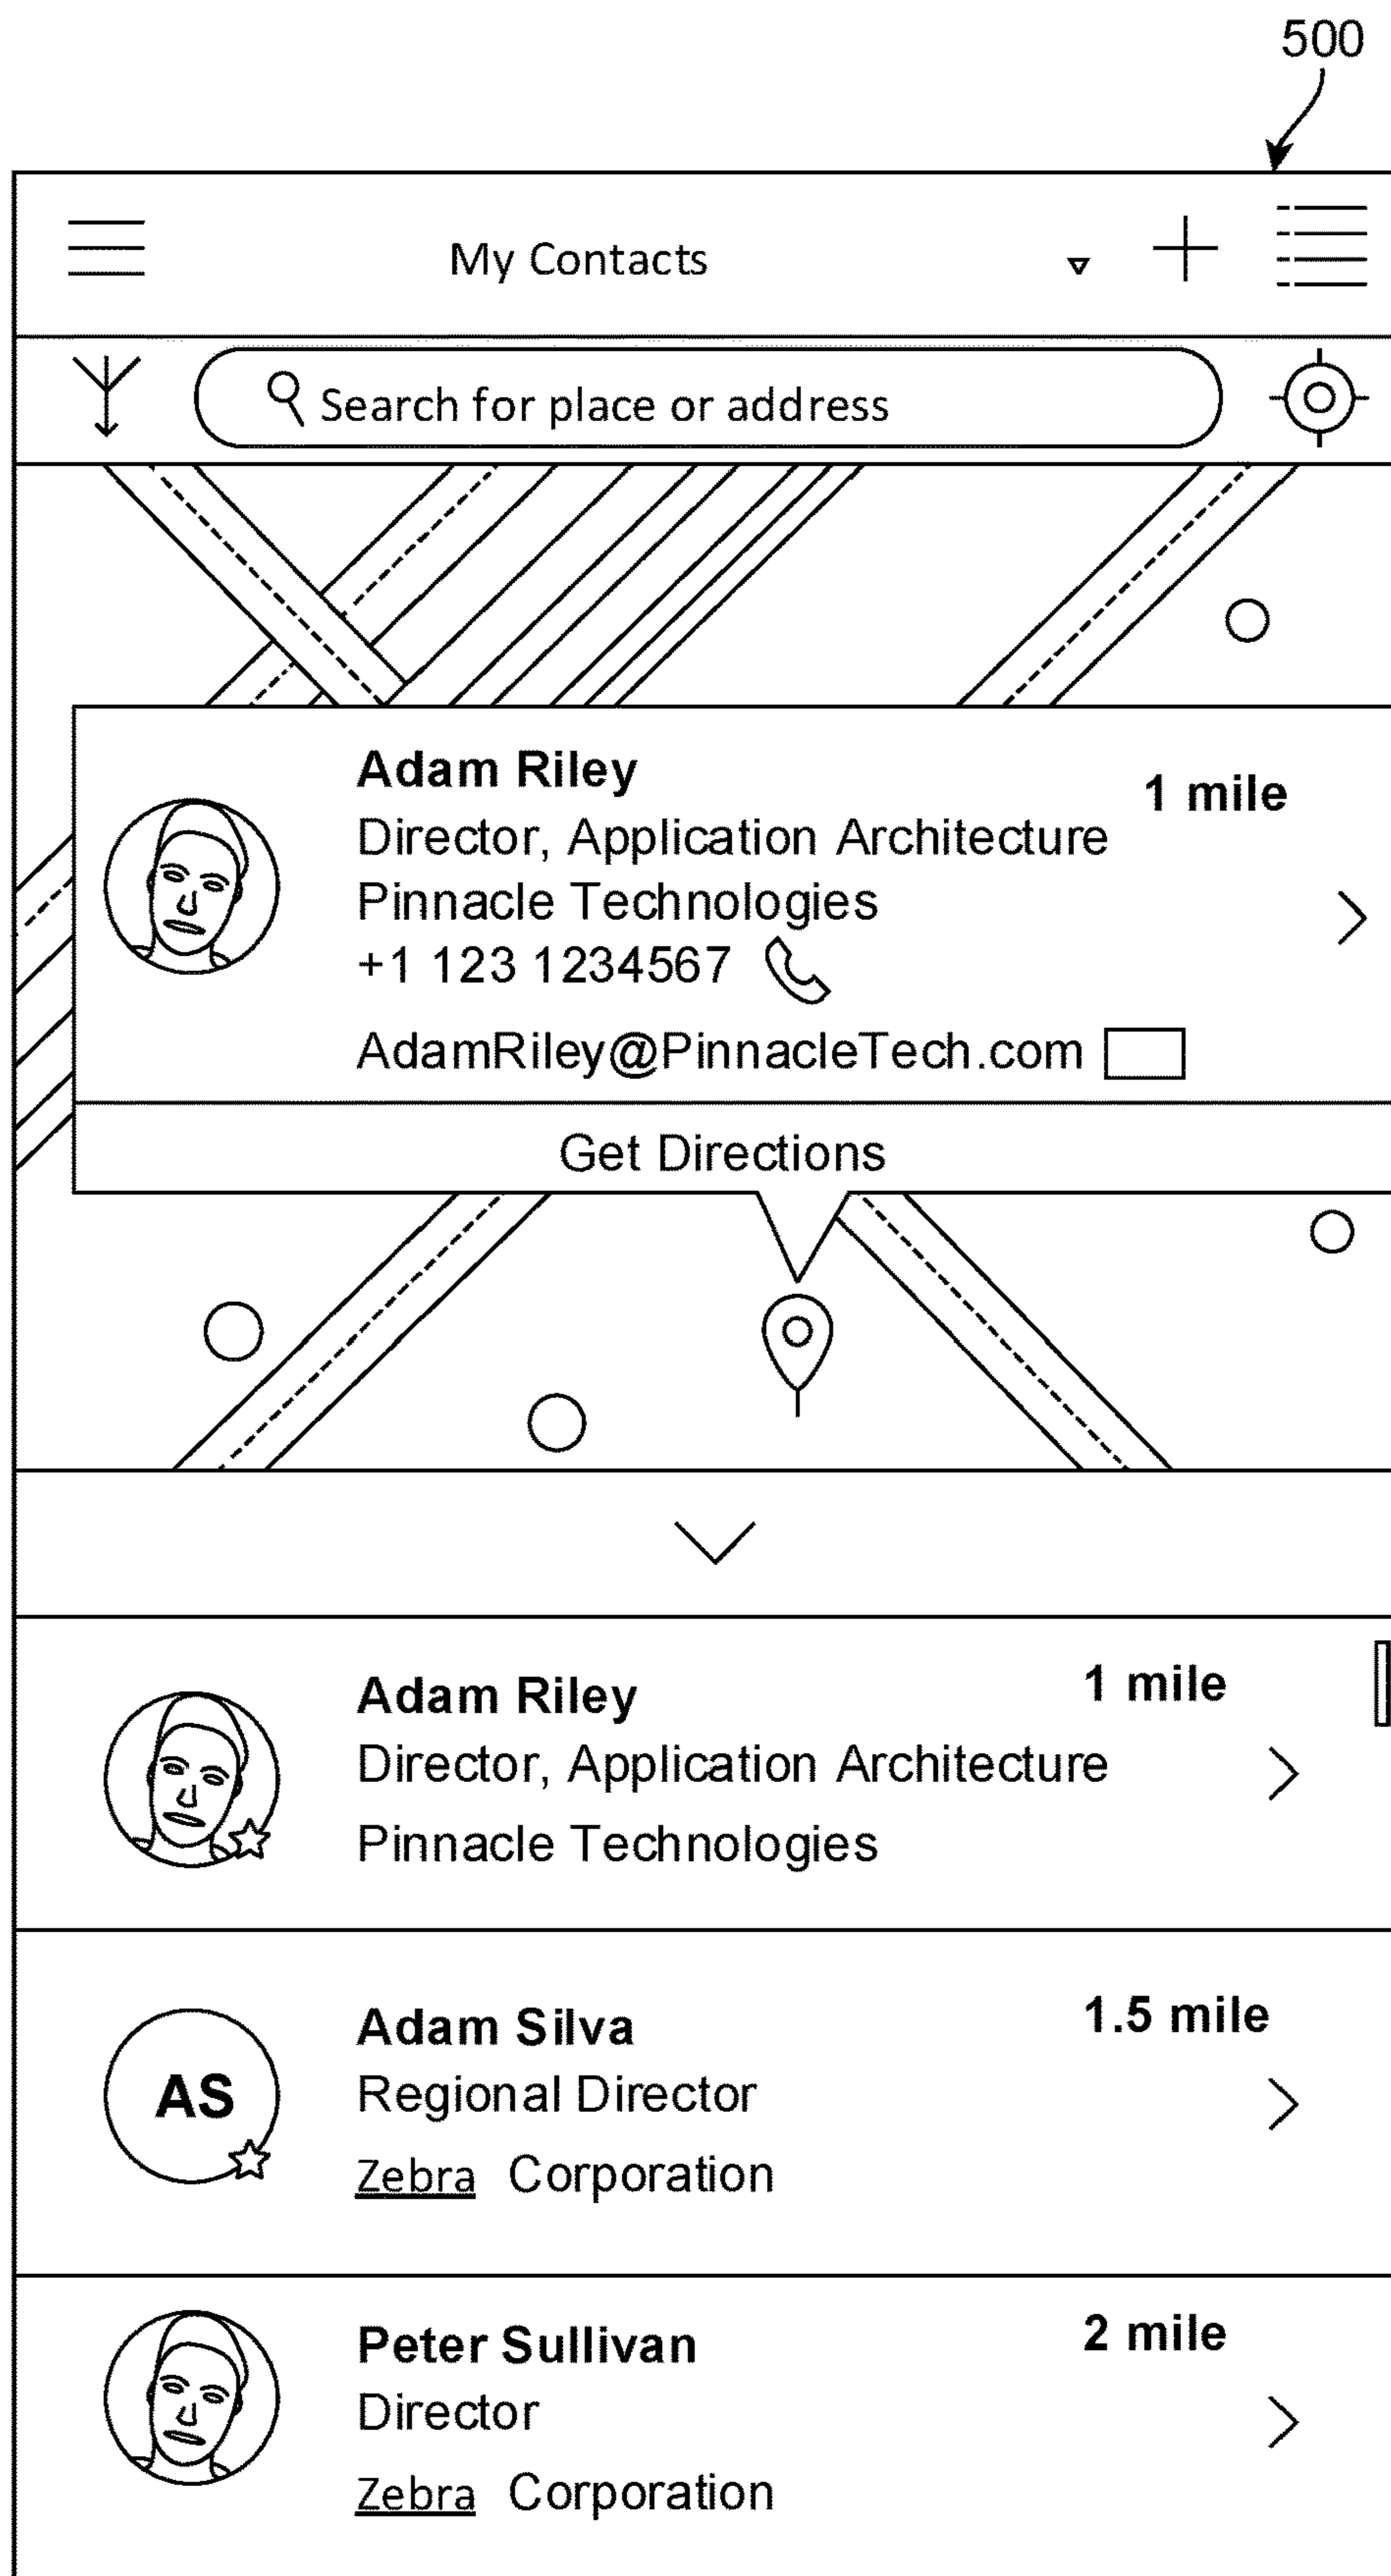 500
My Contacts
Search for place or address
Adam Riley
1 mile
Director, Application Architecture
Pinnacle Technologies
+1 123 1234567
AdamRiley@PinnacleTech.com
Get Directions
Adam Riley
1 mile
Director, Application Architecture
Pinnacle Technologies
AS
Adam Silva
1.5 mile
Regional Director
Zebra Corporation
Peter Sullivan
2 mile
Director
Zebra Corporation